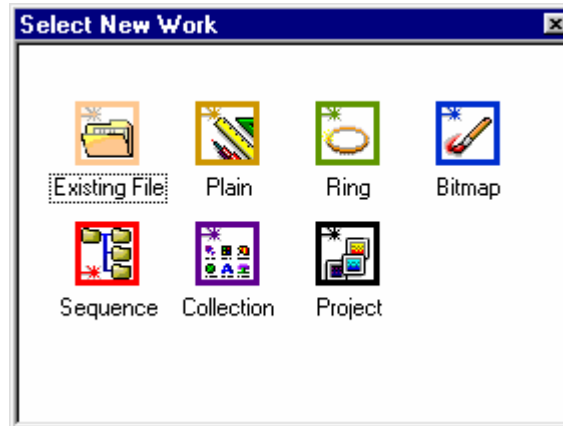 Select New Work
Existing File Plain Ring Bitmap
Sequence Collection Project